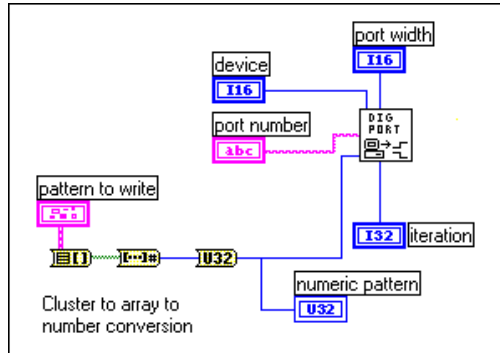 port width
I16
device
I16
DIG
PORT
port number
abc
pattern to write
[]
[...]#
U32
I32
iteration
numeric pattern
U32
Cluster to array to
number conversion